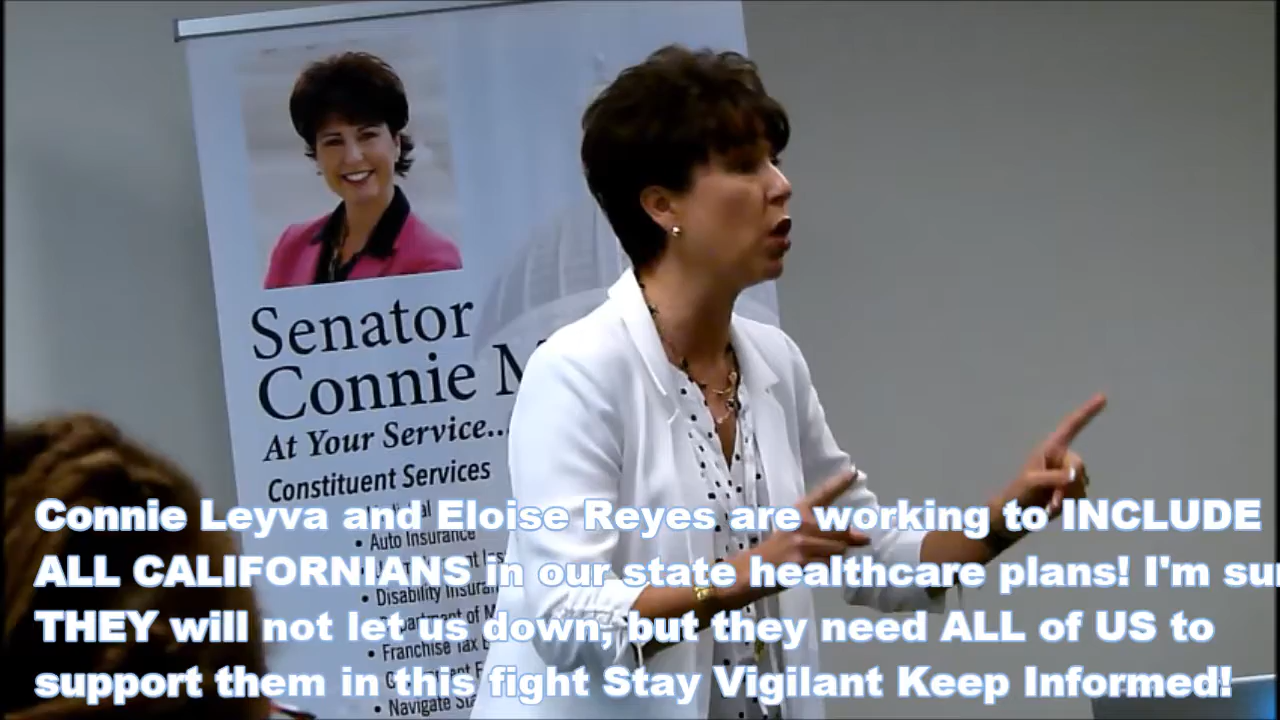 Senator
Connie M
At Your Service...
Constituent Services
• Auto Insurance
• Disability Insuran
• Franchise Tax B
• Navigate Sta
Connie Leyva and Eloise Reyes are working to INCLUDE
ALL CALIFORNIANS in our state healthcare plans! I'm su
THEY will not let us down, but they need ALL of US to
support them in this fight Stay Vigilant Keep Informed!